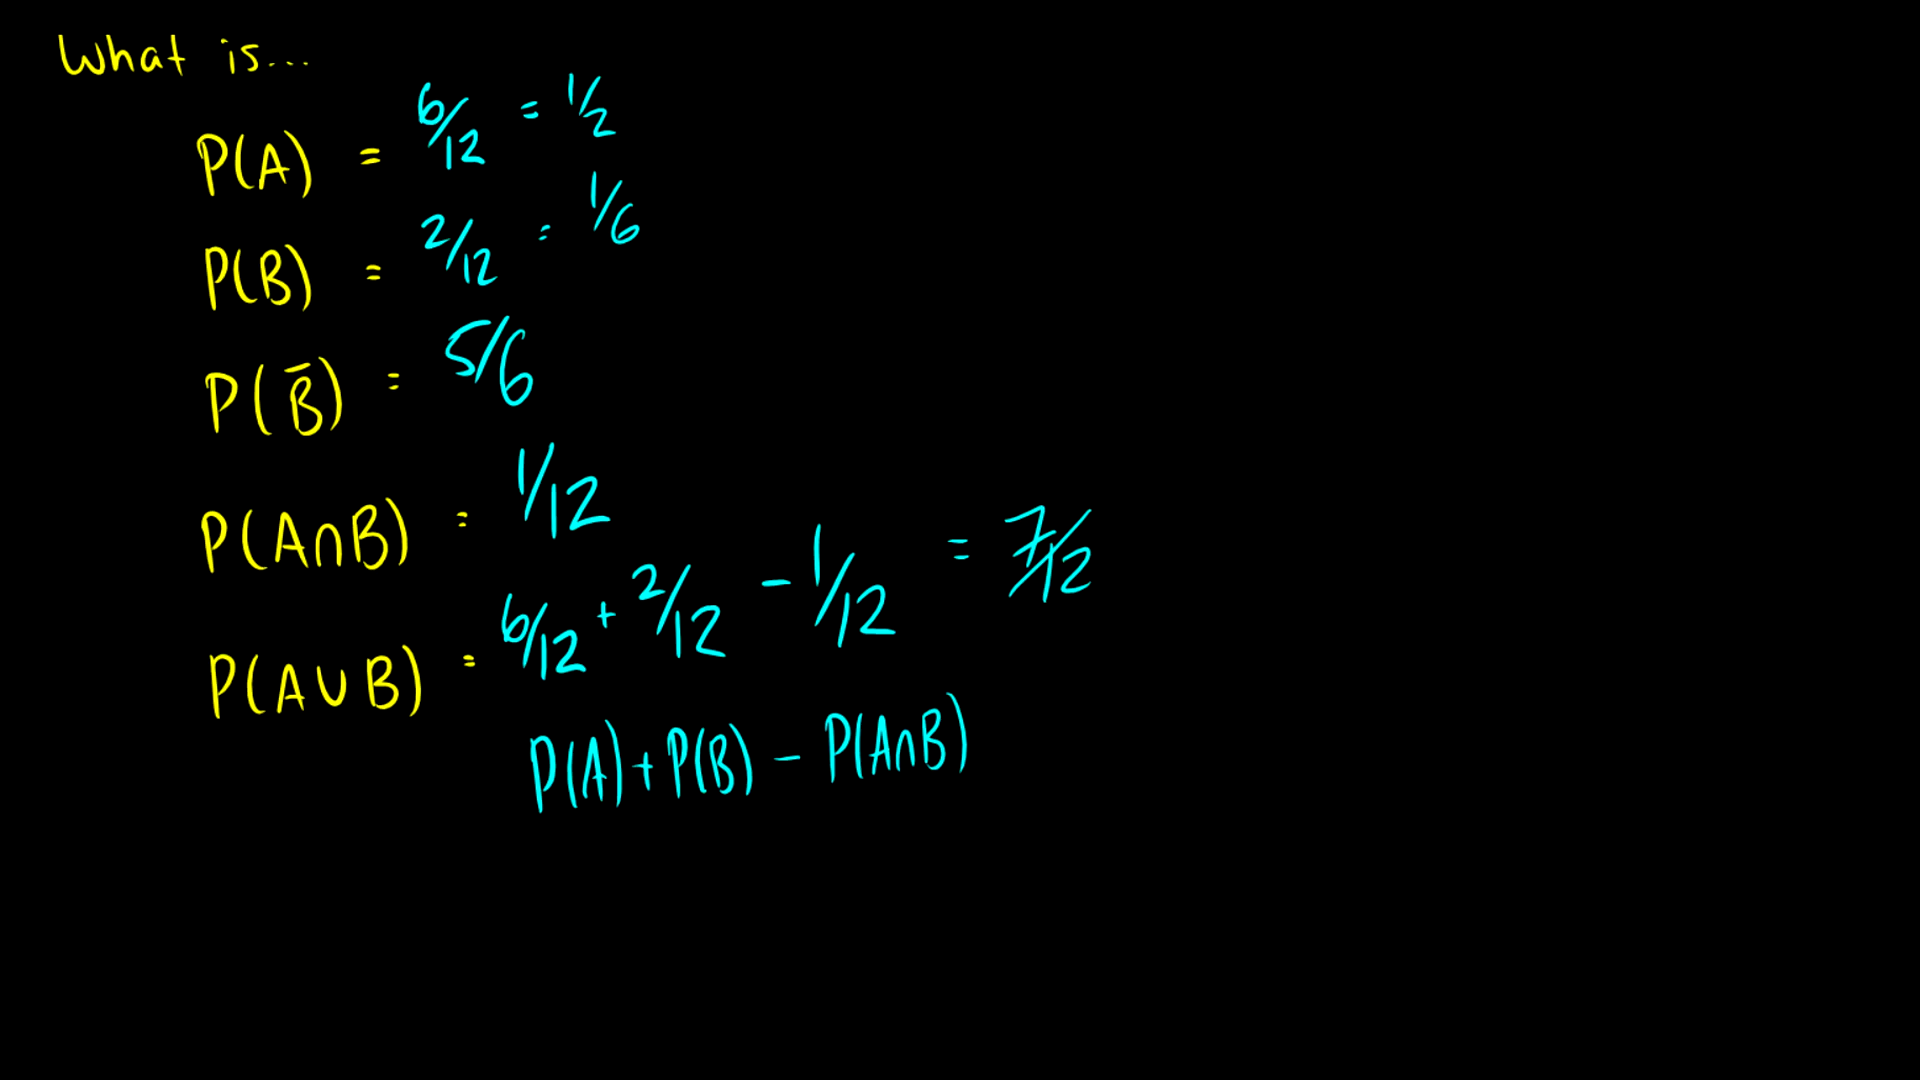 What is...
P(A) = 6/12 = 1/2
P(B) = 2/12 = 1/6
P(B̄) = 5/6
P(A∩B) = 1/12
P(A∪B) = 6/12 + 2/12 - 1/12 = 7/12
P(A) + P(B) - P(A∩B)